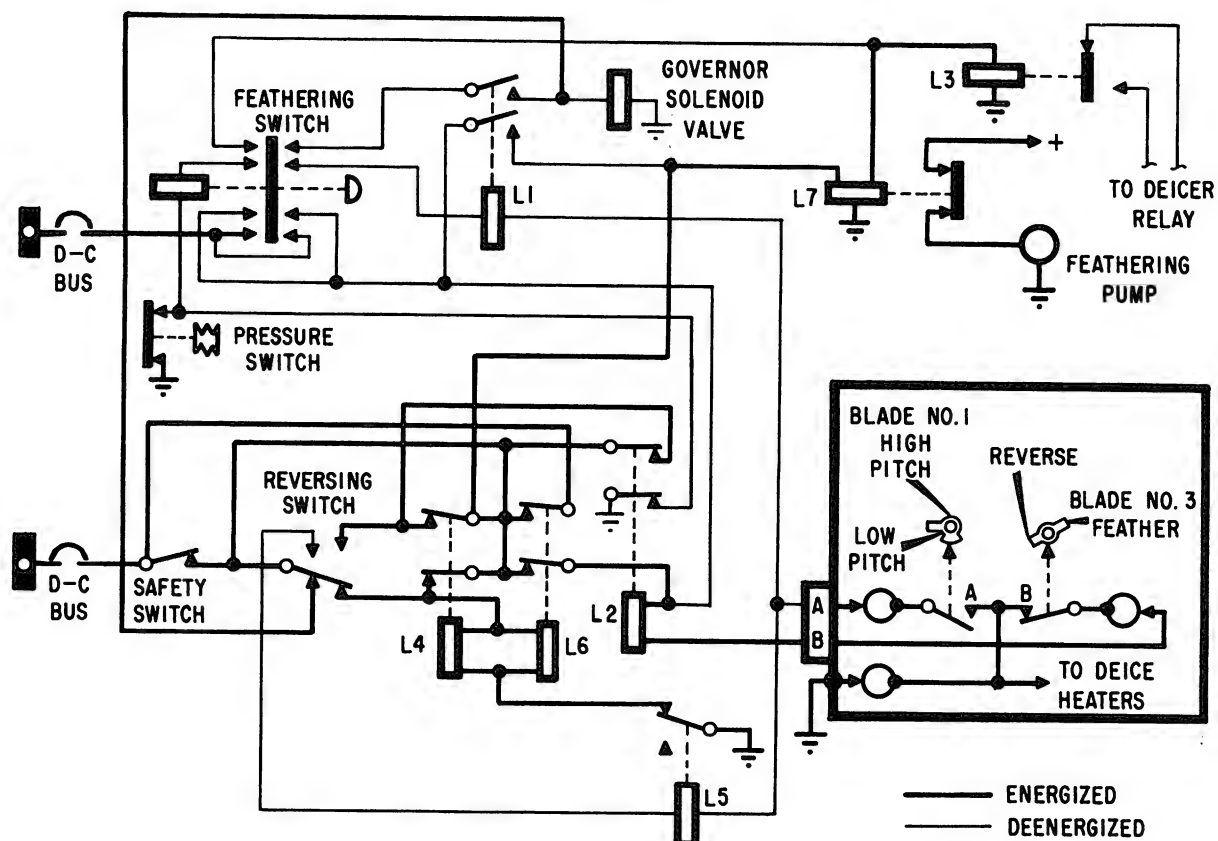 FEATHERING
SWITCH
GOVERNOR
SOLENOID
VALVE
L3
L1
L7
+
TO DEICER
RELAY
D-C
BUS
FEATHERING
PUMP
PRESSURE
SWITCH
REVERSING
SWITCH
BLADE NO. 1
HIGH
PITCH
REVERSE
BLADE NO. 3
FEATHER
LOW
PITCH
D-C
BUS
SAFETY
SWITCH
L4
L6
L2
A
B
A
B
TO DEICE
HEATERS
L5
ENERGIZED
DEENERGIZED